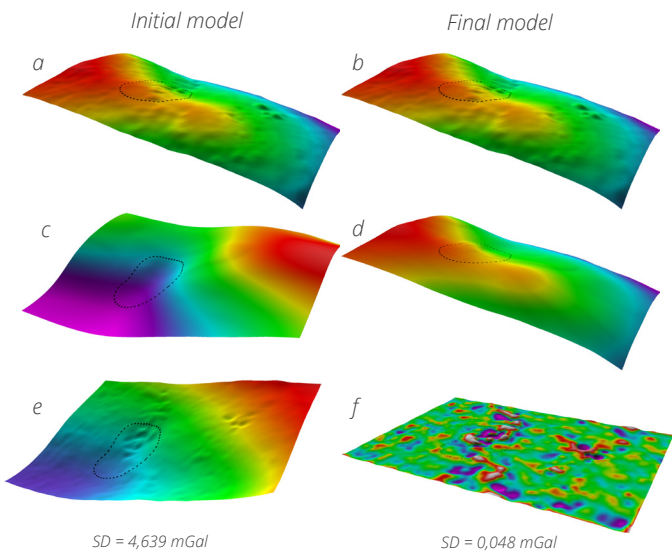 Initial model
Final model
a
b
c
d
e
f
SD = 4,639 mGal
SD = 0,048 mGal